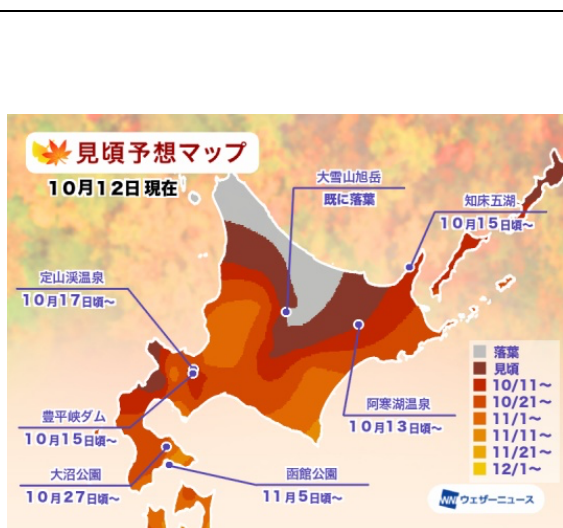 見頃予想マップ
10月12日 現在
大雪山旭岳
既に落葉
知床五湖
10月15日頃～
定山渓温泉
10月17日頃～
豊平峡ダム
10月15日頃～
阿寒湖温泉
10月13日頃～
大沼公園
10月27日頃～
函館公園
11月5日頃～
落葉
見頃
10/11～
10/21～
11/1～
11/11～
11/21～
12/1～
WN ウェザーニュース